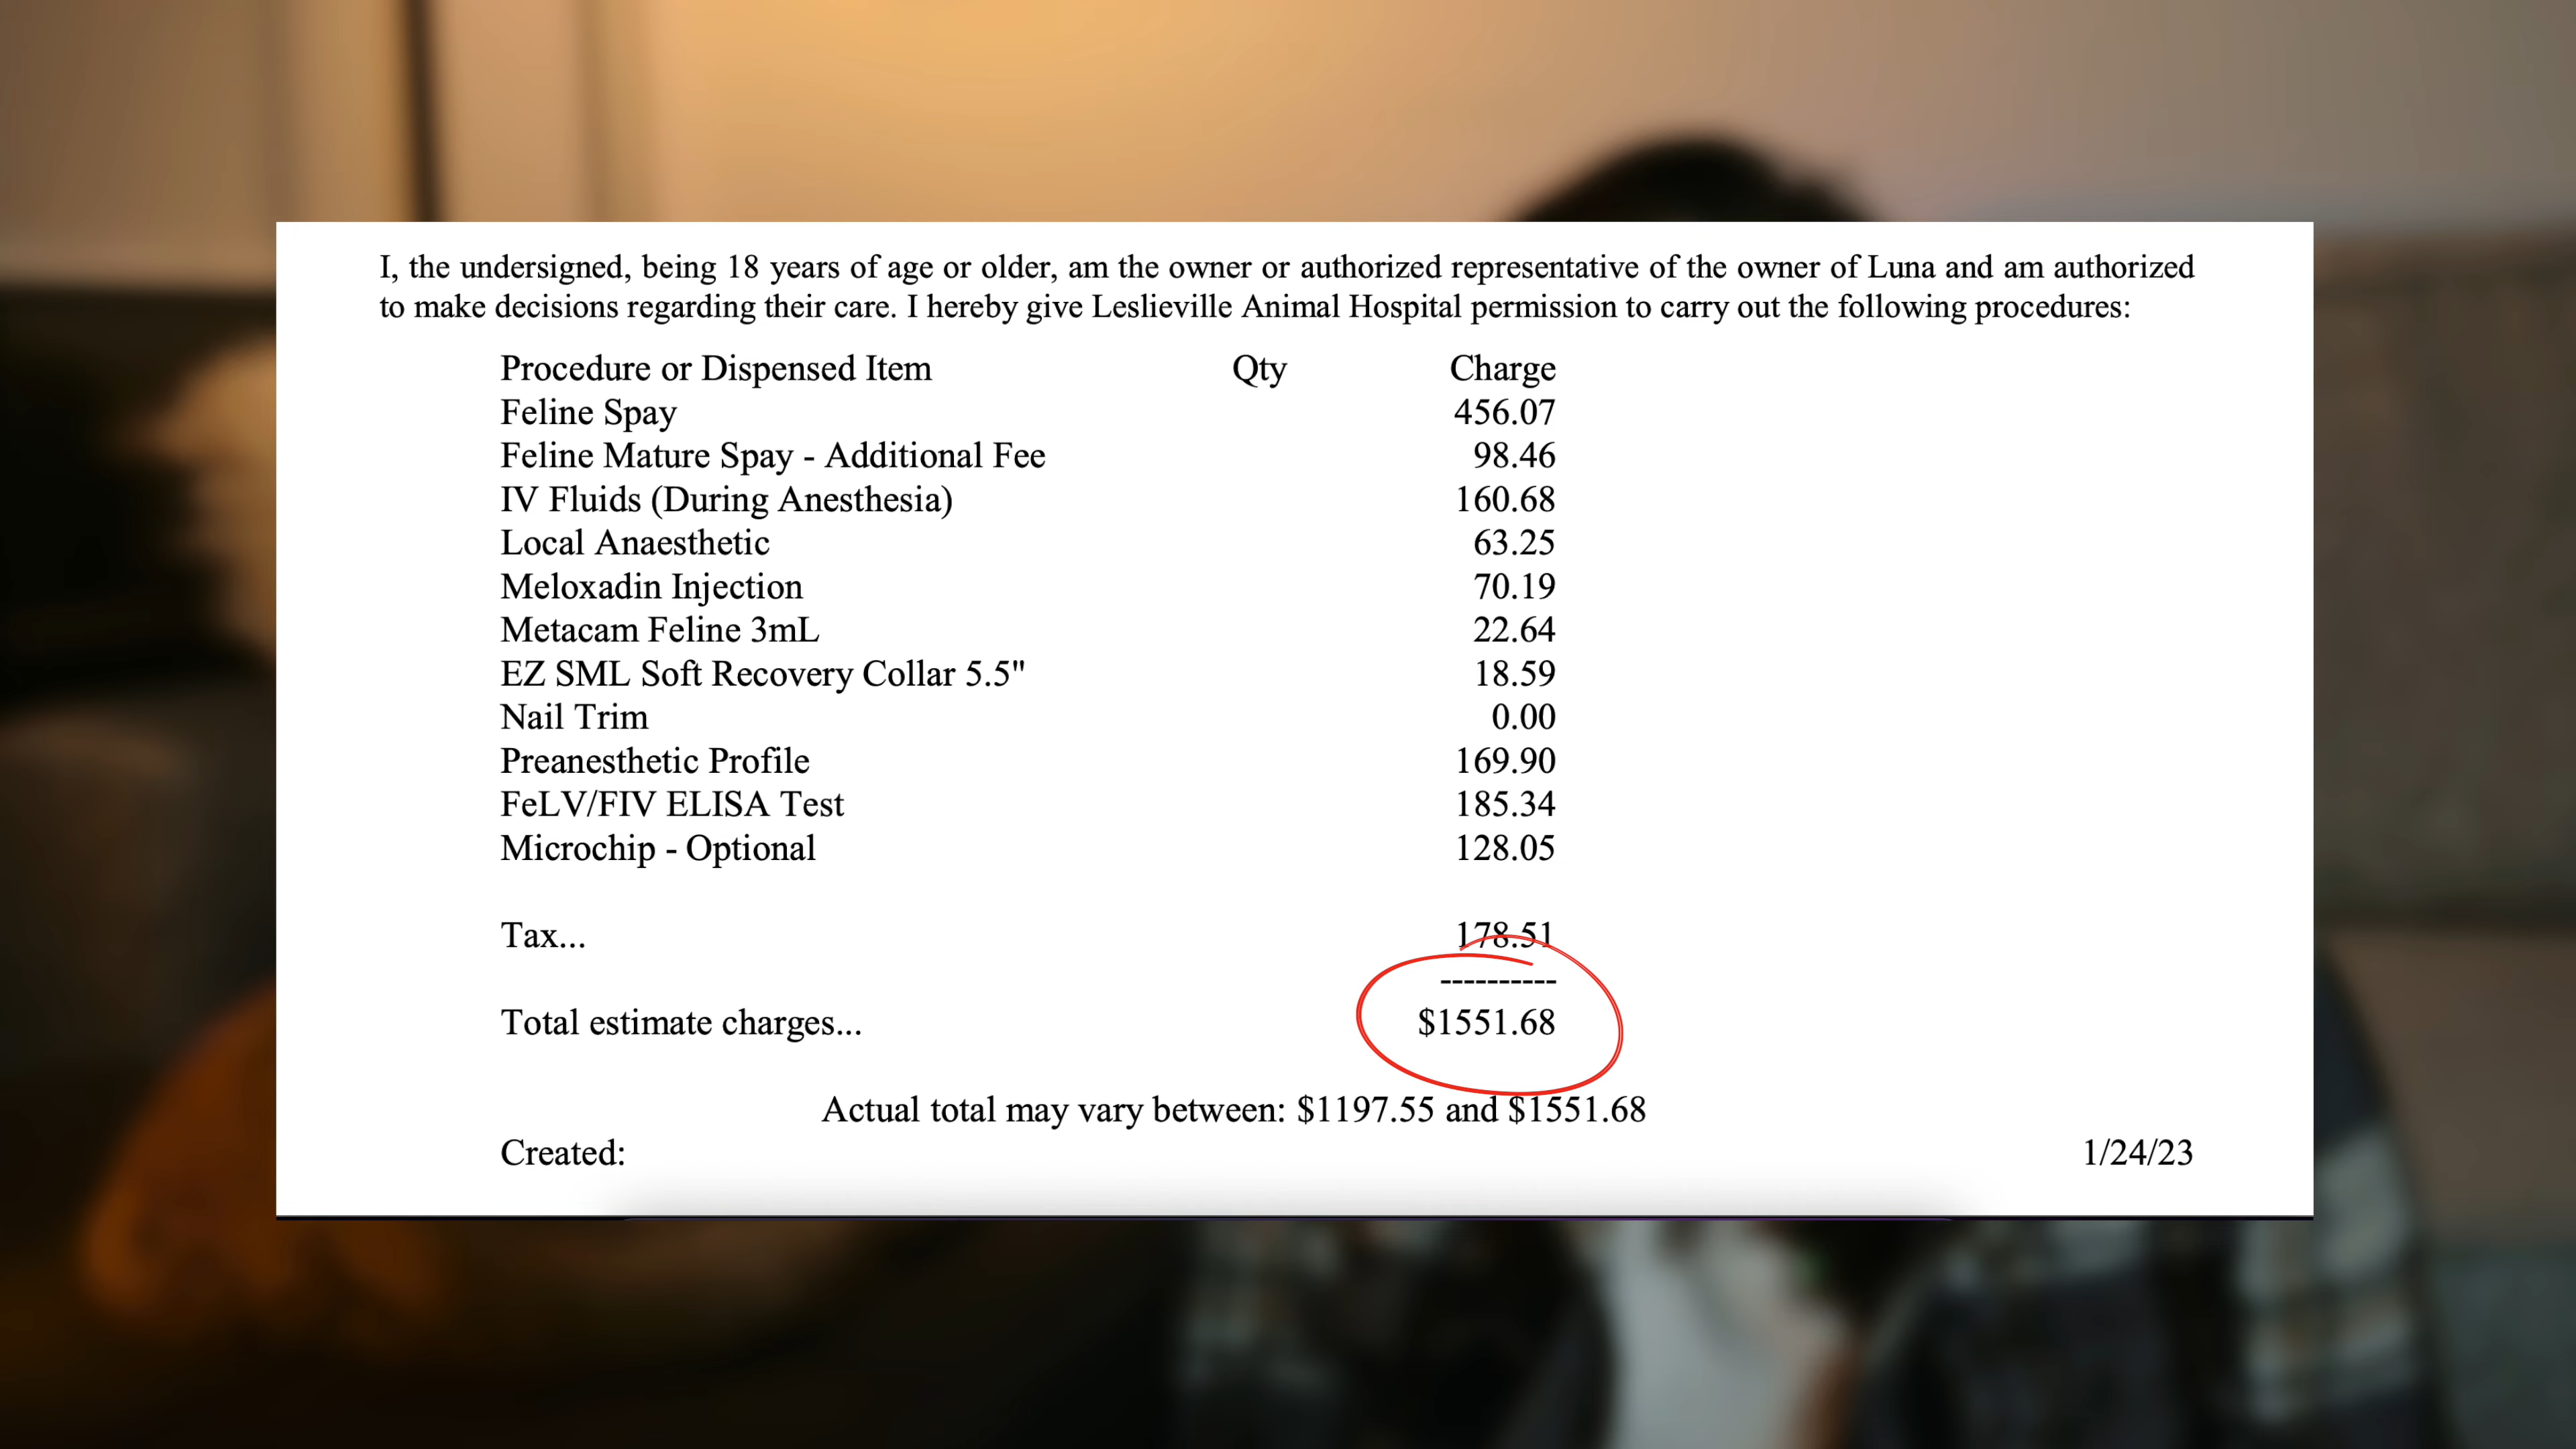 I, the undersigned, being 18 years of age or older, am the owner or authorized representative of the owner of Luna and am authorized
to make decisions regarding their care. I hereby give Leslieville Animal Hospital permission to carry out the following procedures:
Procedure or Dispensed Item Qty Charge
Feline Spay 456.07
Feline Mature Spay - Additional Fee 98.46
IV Fluids (During Anesthesia) 160.68
Local Anaesthetic 63.25
Meloxadin Injection 70.19
Metacam Feline 3mL 22.64
EZ SML Soft Recovery Collar 5.5" 18.59
Nail Trim 0.00
Preanesthetic Profile 169.90
FeLV/FIV ELISA Test 185.34
Microchip - Optional 128.05
Tax... 178.51
----------
Total estimate charges... $1551.68
Actual total may vary between: $1197.55 and $1551.68
Created: 1/24/23